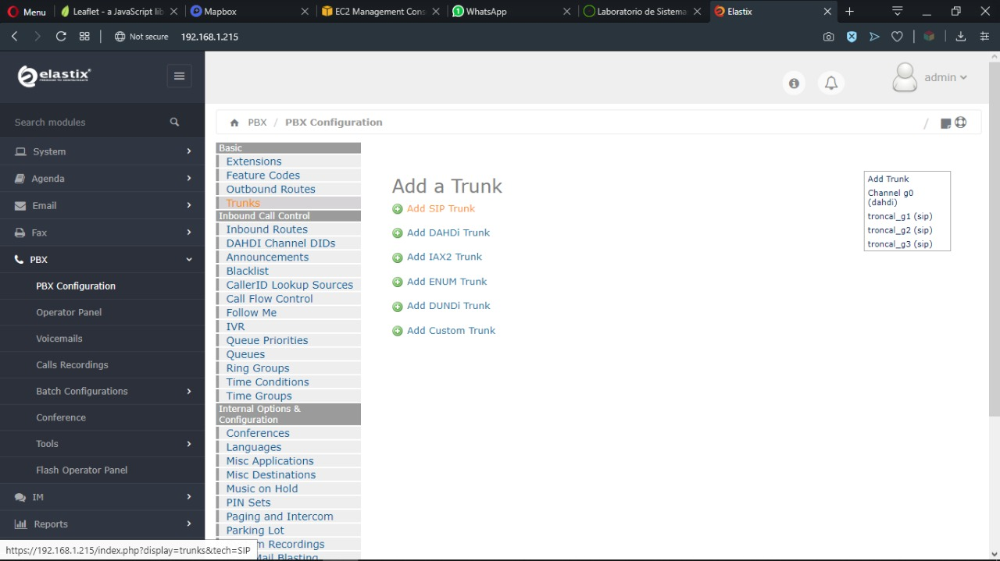 Menu
Leaflet - a JavaScript lib
Mapbox
EC2 Management Cons
WhatsApp
Laboratorio de Sistema
Elastix
Not secure
192.168.1.215
elastix
FREEDOM TO COMMUNICATE
Search modules
System
Agenda
Email
Fax
PBX
PBX Configuration
Operator Panel
Voicemails
Calls Recordings
Batch Configurations
Conference
Tools
Flash Operator Panel
IM
Reports
https://192.168.1.215/index.php?display=trunks&tech=SIP
admin
PBX / PBX Configuration /
Basic
Extensions
Feature Codes
Outbound Routes
Trunks
Inbound Call Control
Inbound Routes
DAHDI Channel DIDs
Announcements
Blacklist
CallerID Lookup Sources
Call Flow Control
Follow Me
IVR
Queue Priorities
Queues
Ring Groups
Time Conditions
Time Groups
Internal Options &
Configuration
Conferences
Languages
Misc Applications
Misc Destinations
Music on Hold
PIN Sets
Paging and Intercom
Parking Lot
Recordings
Mail Blasting
Add a Trunk
Add SIP Trunk
Add DAHDi Trunk
Add IAX2 Trunk
Add ENUM Trunk
Add DUNDi Trunk
Add Custom Trunk
Add Trunk
Channel g0
(dahdi)
troncal_g1 (sip)
troncal_g2 (sip)
troncal_g3 (sip)